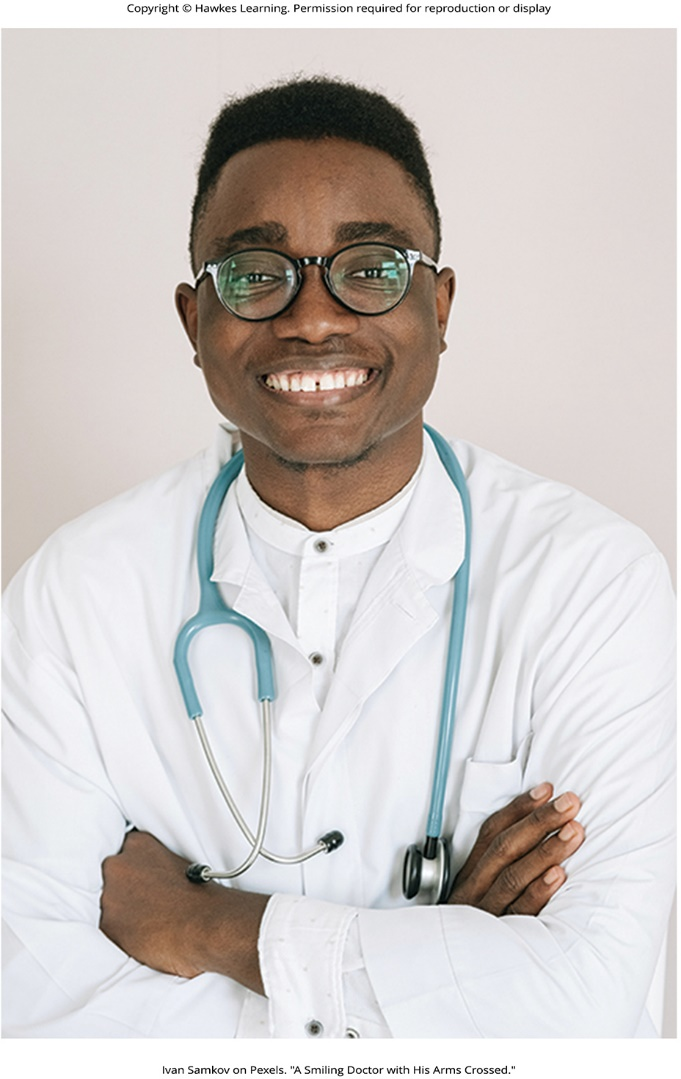 Copyright © Hawkes Learning. Permission required for reproduction or display
Ivan Samkov on Pexels. "A Smiling Doctor with His Arms Crossed."